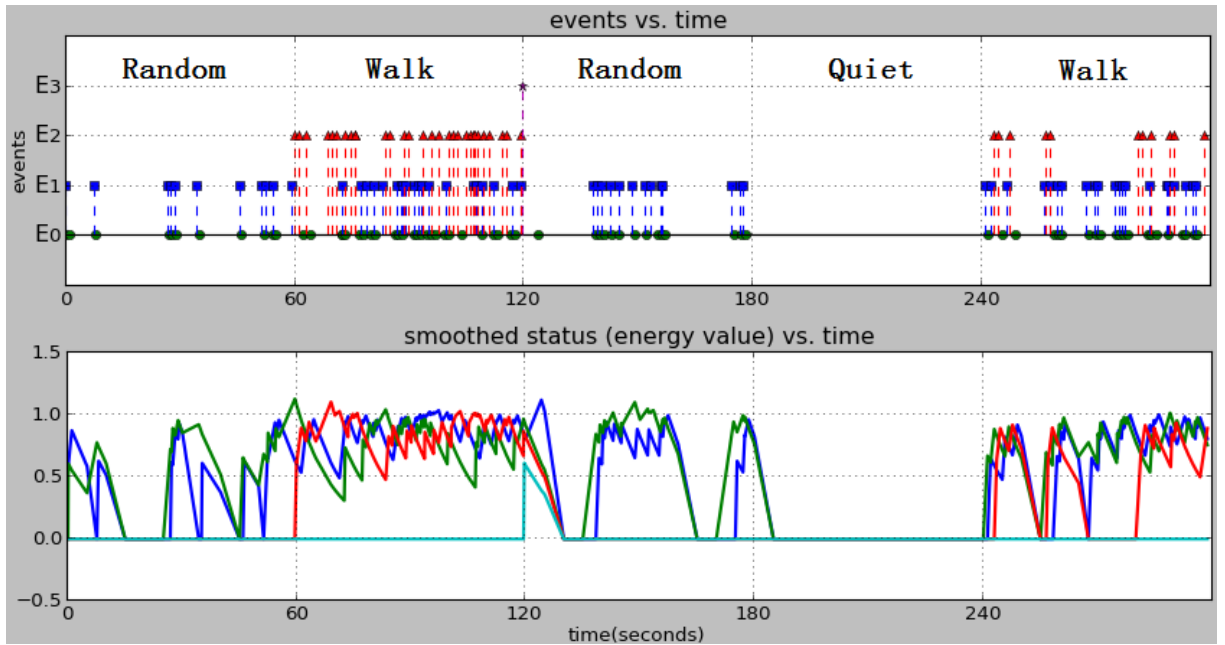 events vs. time
Random Walk Random Quiet Walk
E3
E2
E1
E0
events
0 60 120 180 240
smoothed status (energy value) vs. time
1.5
1.0
0.5
0.0
−0.5
0 60 120 180 240
time(seconds)